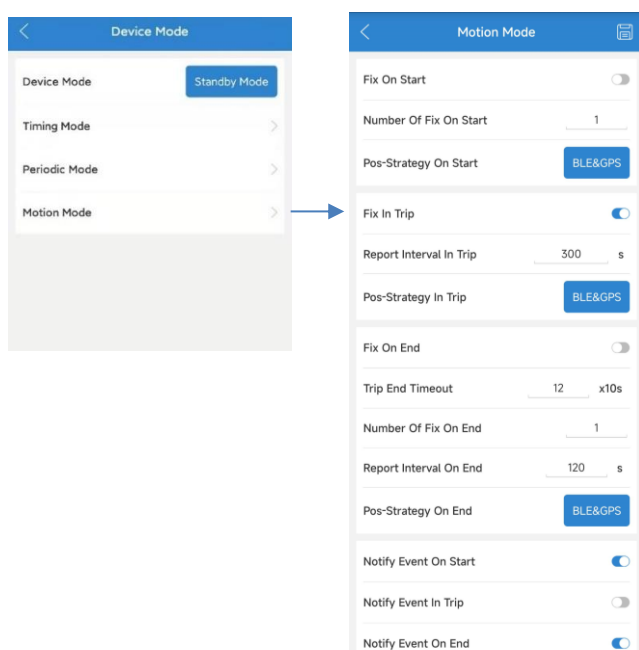 Device Mode
Device Mode Standby Mode
Timing Mode
Periodic Mode
Motion Mode
Motion Mode
Fix On Start
Number Of Fix On Start 1
Pos-Strategy On Start BLE&GPS
Fix In Trip
Report Interval In Trip 300 s
Pos-Strategy In Trip BLE&GPS
Fix On End
Trip End Timeout 12 x10s
Number Of Fix On End 1
Report Interval On End 120 s
Pos-Strategy On End BLE&GPS
Notify Event On Start
Notify Event In Trip
Notify Event On End